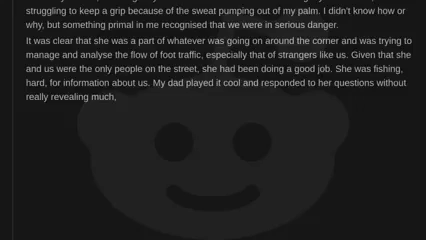 struggling to keep a grip because of the sweat pumping out of my palm. I didn't know how or
why, but something primal in me recognised that we were in serious danger.
It was clear that she was a part of whatever was going on around the corner and was trying to
manage and analyse the flow of foot traffic, especially that of strangers like us. Given that she
and us were the only people on the street, she had been doing a good job. She was fishing,
hard, for information about us. My dad played it cool and responded to her questions without
really revealing much,